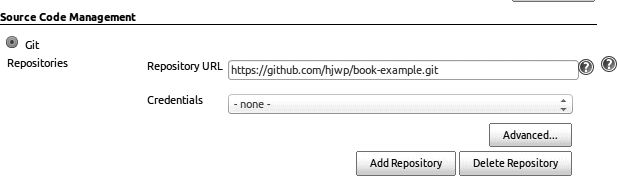 Source Code Management
Git
Repositories
Repository URL https://github.com/hjwp/book-example.git
Credentials - none -
Advanced...
Add Repository Delete Repository